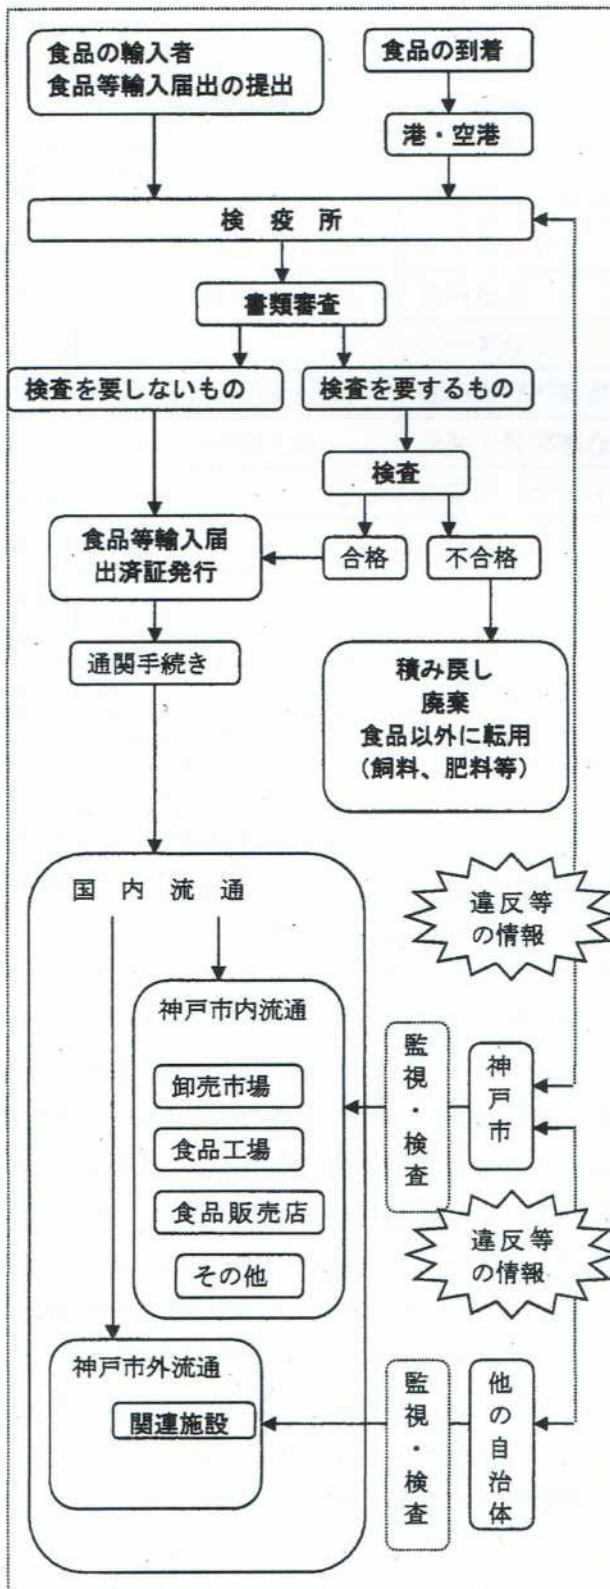 食品の輸入者
食品等輸入届出の提出
食品の到着
港・空港
検疫所
書類審査
検査を要しないもの
検査を要するもの
検査
食品等輸入届
出済証発行
合格
不合格
通関手続き
積み戻し
廃棄
食品以外に転用
(飼料、肥料等)
国内流通
違反等
の情報
神戸市内流通
卸売市場
食品工場
食品販売店
その他
監視・検査
神戸市
違反等
の情報
神戸市外流通
関連施設
監視・検査
他の自治体